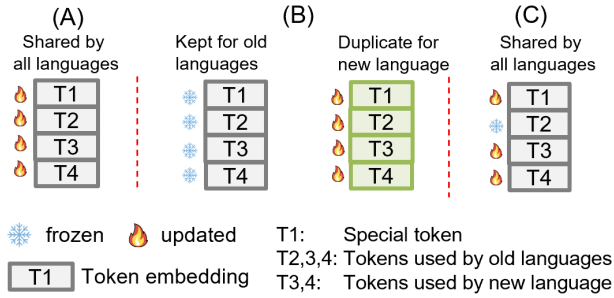 (A)
(B)
(C)
Shared by
all languages
Kept for old
languages
Duplicate for
new language
Shared by
all languages
T1 T1 T1 T1
T2 T2 T2 T2
T3 T3 T3 T3
T4 T4 T4 T4
frozen updated
T1 Token embedding
T1: Special token
T2,3,4: Tokens used by old languages
T3,4: Tokens used by new language